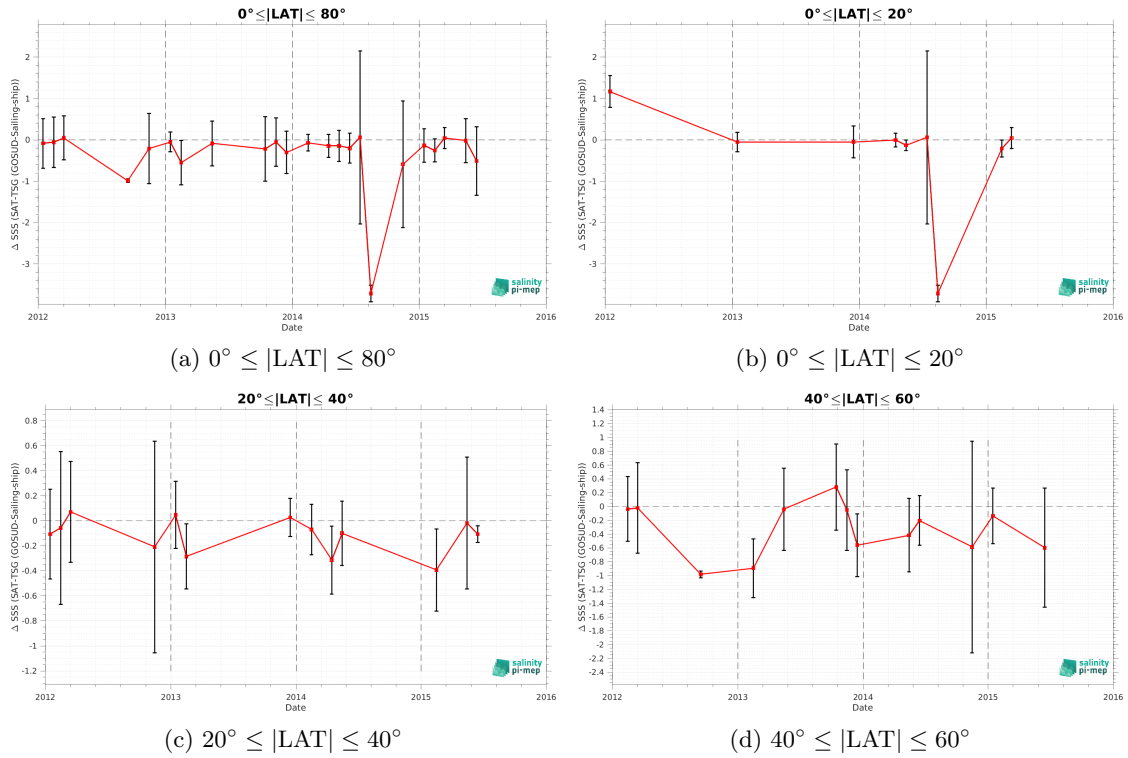 0°≤|LAT|≤ 80°
Δ SSS (SAT-TSG (GOSUD-Sailing-ship))
2
1
0
-1
-2
-3
2012 2013 2014 2015 2016
Date
salinity
pi-mep
(a) 0° ≤ |LAT| ≤ 80°
0°≤|LAT|≤ 20°
Δ SSS (SAT-TSG (GOSUD-Sailing-ship))
2
1
0
-1
-2
-3
2012 2013 2014 2015 2016
Date
salinity
pi-mep
(b) 0° ≤ |LAT| ≤ 20°
20°≤|LAT|≤ 40°
Δ SSS (SAT-TSG (GOSUD-Sailing-ship))
0.8
0.6
0.4
0.2
0
-0.2
-0.4
-0.6
-0.8
-1
-1.2
2012 2013 2014 2015 2016
Date
salinity
pi-mep
(c) 20° ≤ |LAT| ≤ 40°
40°≤|LAT|≤ 60°
Δ SSS (SAT-TSG (GOSUD-Sailing-ship))
1.4
1.2
1
0.8
0.6
0.4
0.2
0
-0.2
-0.4
-0.6
-0.8
-1
-1.2
-1.4
-1.6
-1.8
-2
-2.2
-2.4
2012 2013 2014 2015 2016
Date
salinity
pi-mep
(d) 40° ≤ |LAT| ≤ 60°